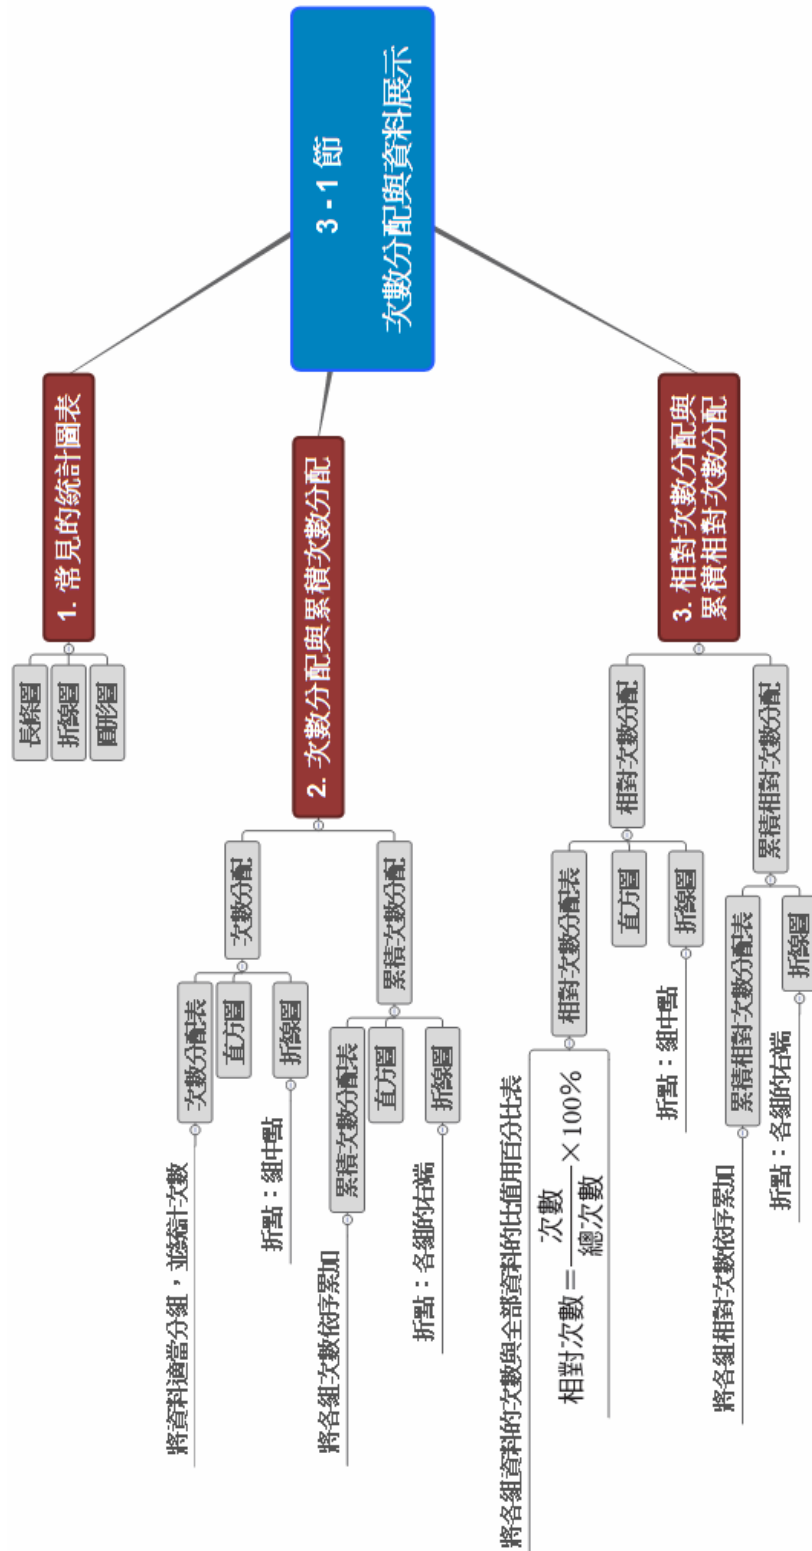 3 - 1 節
次數分配與資料展示
1. 常見的統計圖表
長條圖
折線圖
圓形圖
2. 次數分配與累積次數分配
次數分配
次數分配表
將資料適當分組，並統計次數
直方圖
折線圖
折點：組中點
累積次數分配
累積次數分配表
將各組次數依序累加
直方圖
折線圖
折點：各組的右端
3. 相對次數分配與
累積相對次數分配
相對次數分配
相對次數分配表
將各組資料的次數與全部資料的比值用百分比表
相對次數=次數/總次數×100%
直方圖
折線圖
折點：組中點
累積相對次數分配
累積相對次數分配表
將各組相對次數依序累加
折線圖
折點：各組的右端